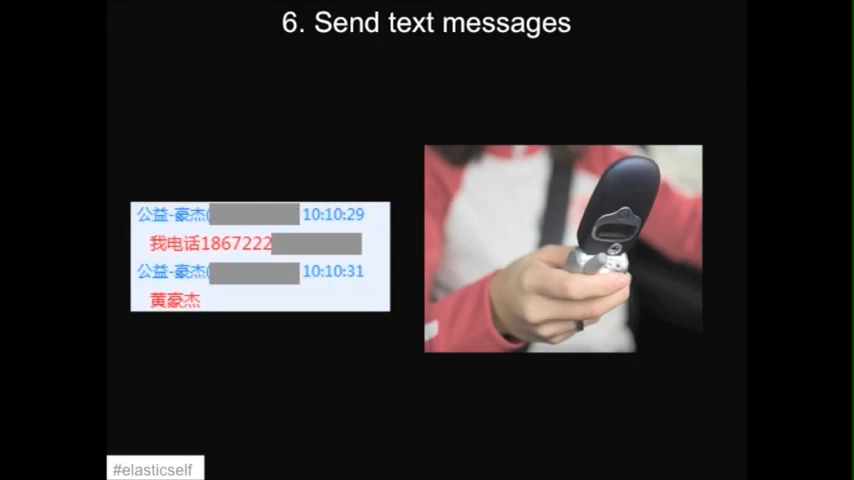 6. Send text messages
公益-豪杰( 10:10:29
我电话1867222
公益-豪杰( 10:10:31
黄豪杰
#elasticself